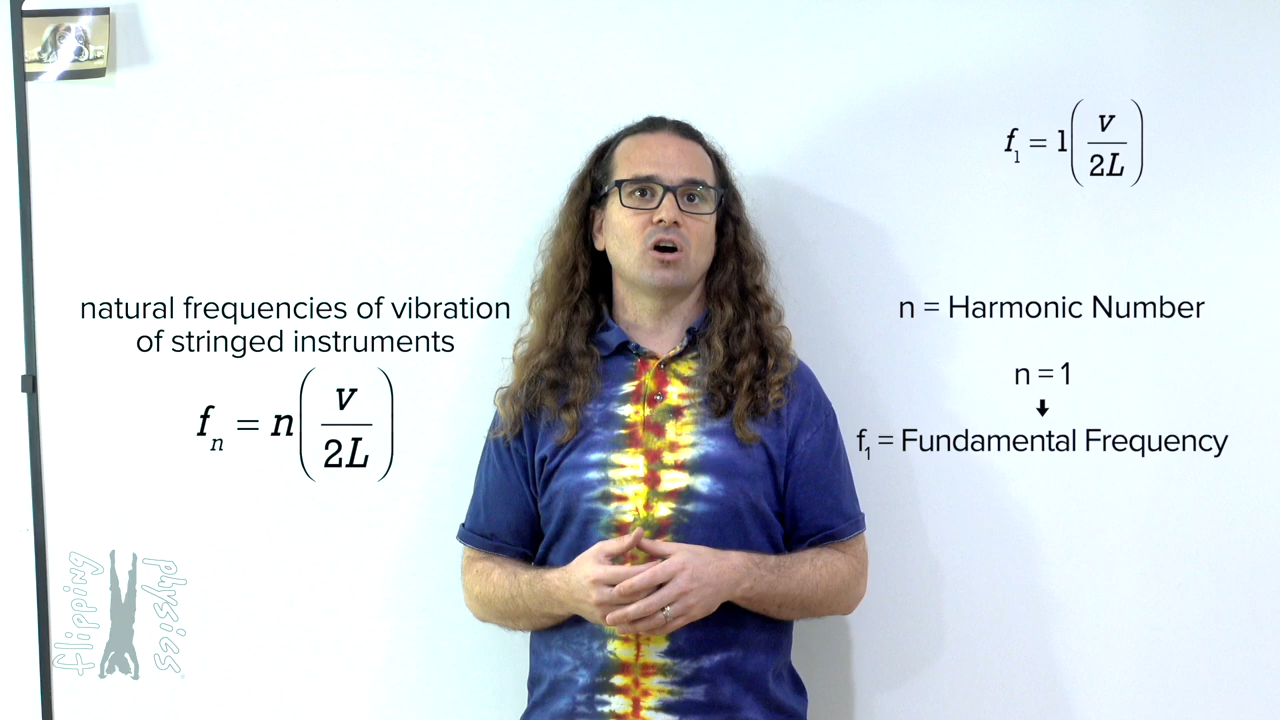 natural frequencies of vibration
of stringed instruments
fₙ = n(v/2L)
f₁ = 1(v/2L)
n = Harmonic Number
n = 1
f₁ = Fundamental Frequency
flipping
physics